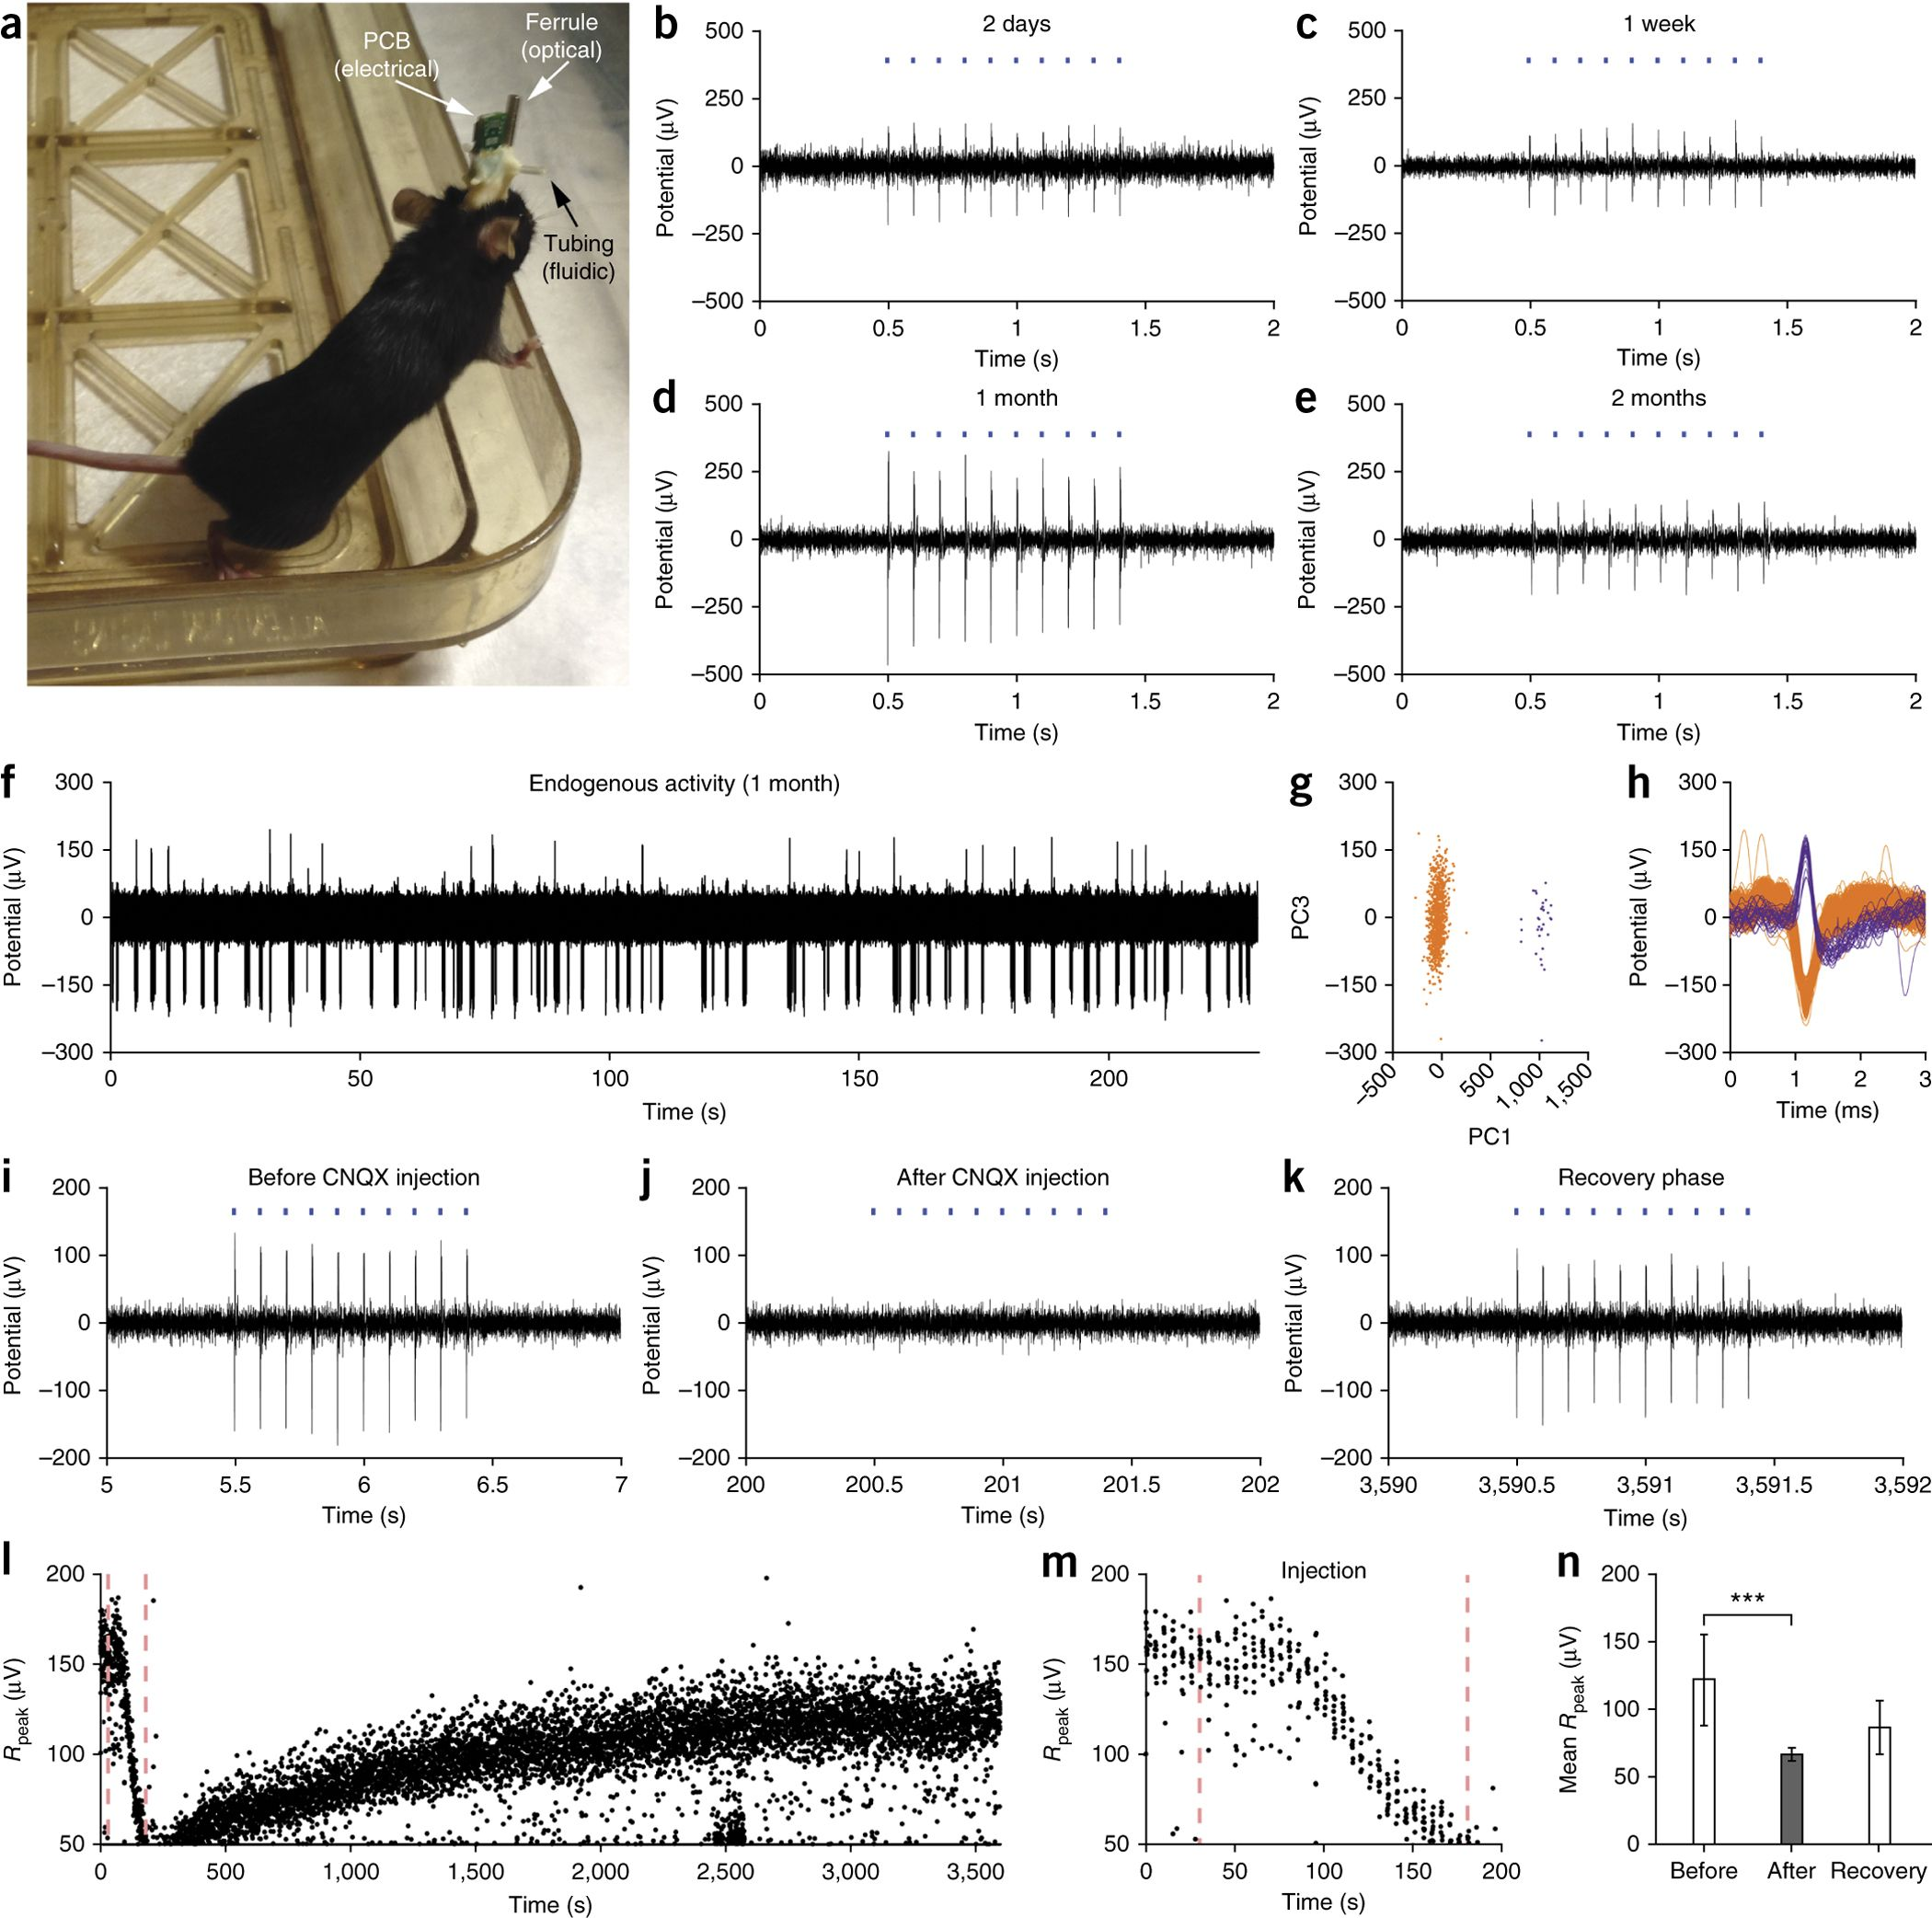 a
PCB
(electrical)
Ferrule
(optical)
Tubing
(fluidic)
b
2 days
500
250
0
–250
–500
Potential (μV)
0 0.5 1 1.5 2
Time (s)
c
1 week
500
250
0
–250
–500
Potential (μV)
0 0.5 1 1.5 2
Time (s)
d
1 month
500
250
0
–250
–500
Potential (μV)
0 0.5 1 1.5 2
Time (s)
e
2 months
500
250
0
–250
–500
Potential (μV)
0 0.5 1 1.5 2
Time (s)
f
Endogenous activity (1 month)
300
150
0
–150
–300
Potential (μV)
0 50 100 150 200
Time (s)
g
300
150
0
–150
–300
PC3
–500 0 500 1,000 1,500
PC1
h
300
150
0
–150
–300
Potential (μV)
0 1 2 3
Time (ms)
i
Before CNQX injection
200
100
0
–100
–200
Potential (μV)
5 5.5 6 6.5 7
Time (s)
j
After CNQX injection
200
100
0
–100
–200
Potential (μV)
200 200.5 201 201.5 202
Time (s)
k
Recovery phase
200
100
0
–100
–200
Potential (μV)
3,590 3,590.5 3,591 3,591.5 3,592
Time (s)
l
200
150
100
50
Rpeak (μV)
0 500 1,000 1,500 2,000 2,500 3,000 3,500
Time (s)
m
Injection
200
150
100
50
Rpeak (μV)
0 50 100 150 200
Time (s)
n
200
150
100
50
0
Mean Rpeak (μV)
***
Before After Recovery